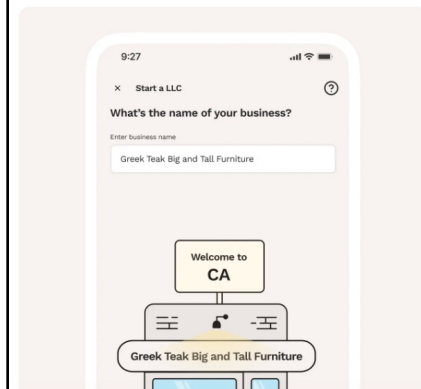 9:27
× Start a LLC ?
What's the name of your business?
Enter business name
Greek Teak Big and Tall Furniture
Welcome to
CA
Greek Teak Big and Tall Furniture